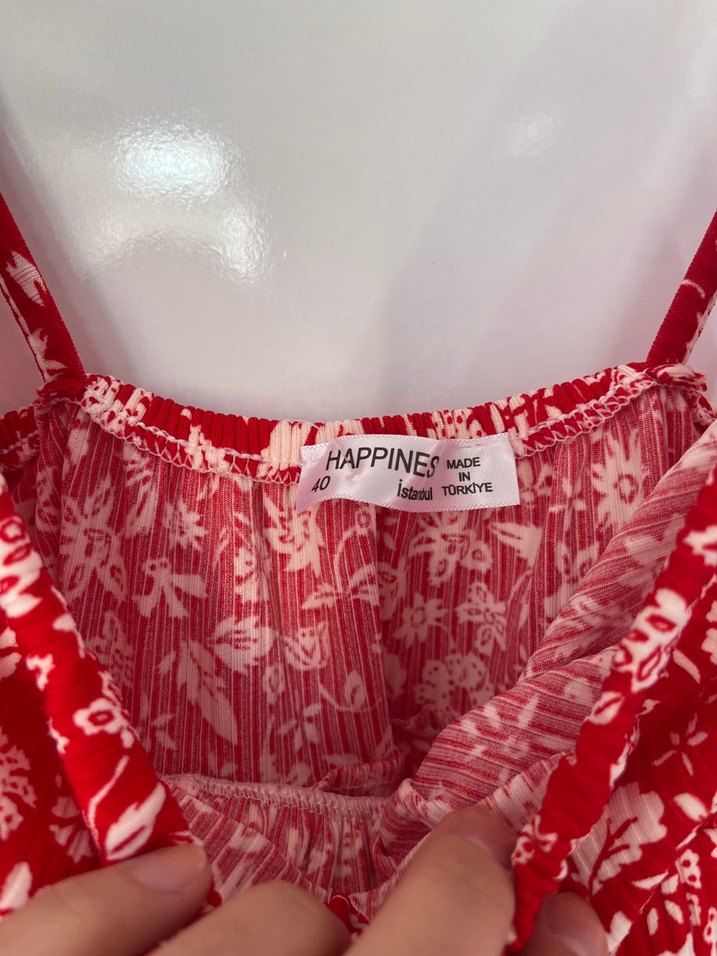 HAPPINES
40
İstanbul
MADE
IN
TÜRKİYE